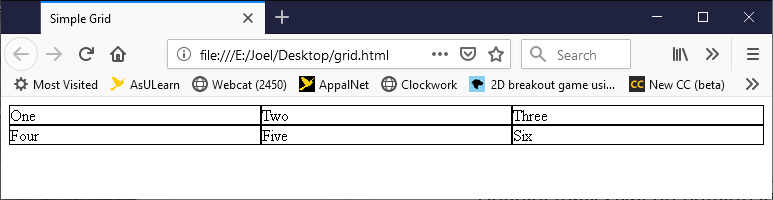 Simple Grid
file:///E:/Joel/Desktop/grid.html
Search
Most Visited AsULearn Webcat (2450) AppalNet Clockwork 2D breakout game usi... CC New CC (beta)
One Two Three
Four Five Six